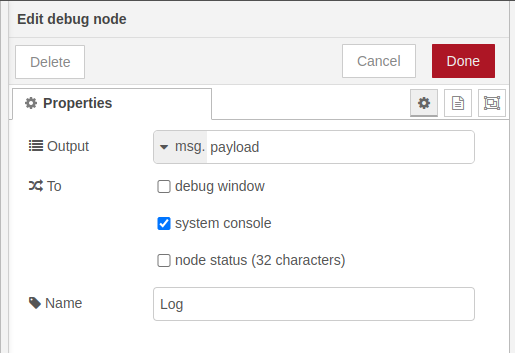 Edit debug node
Delete
Cancel
Done
Properties
Output
msg. payload
To
debug window
system console
node status (32 characters)
Name
Log